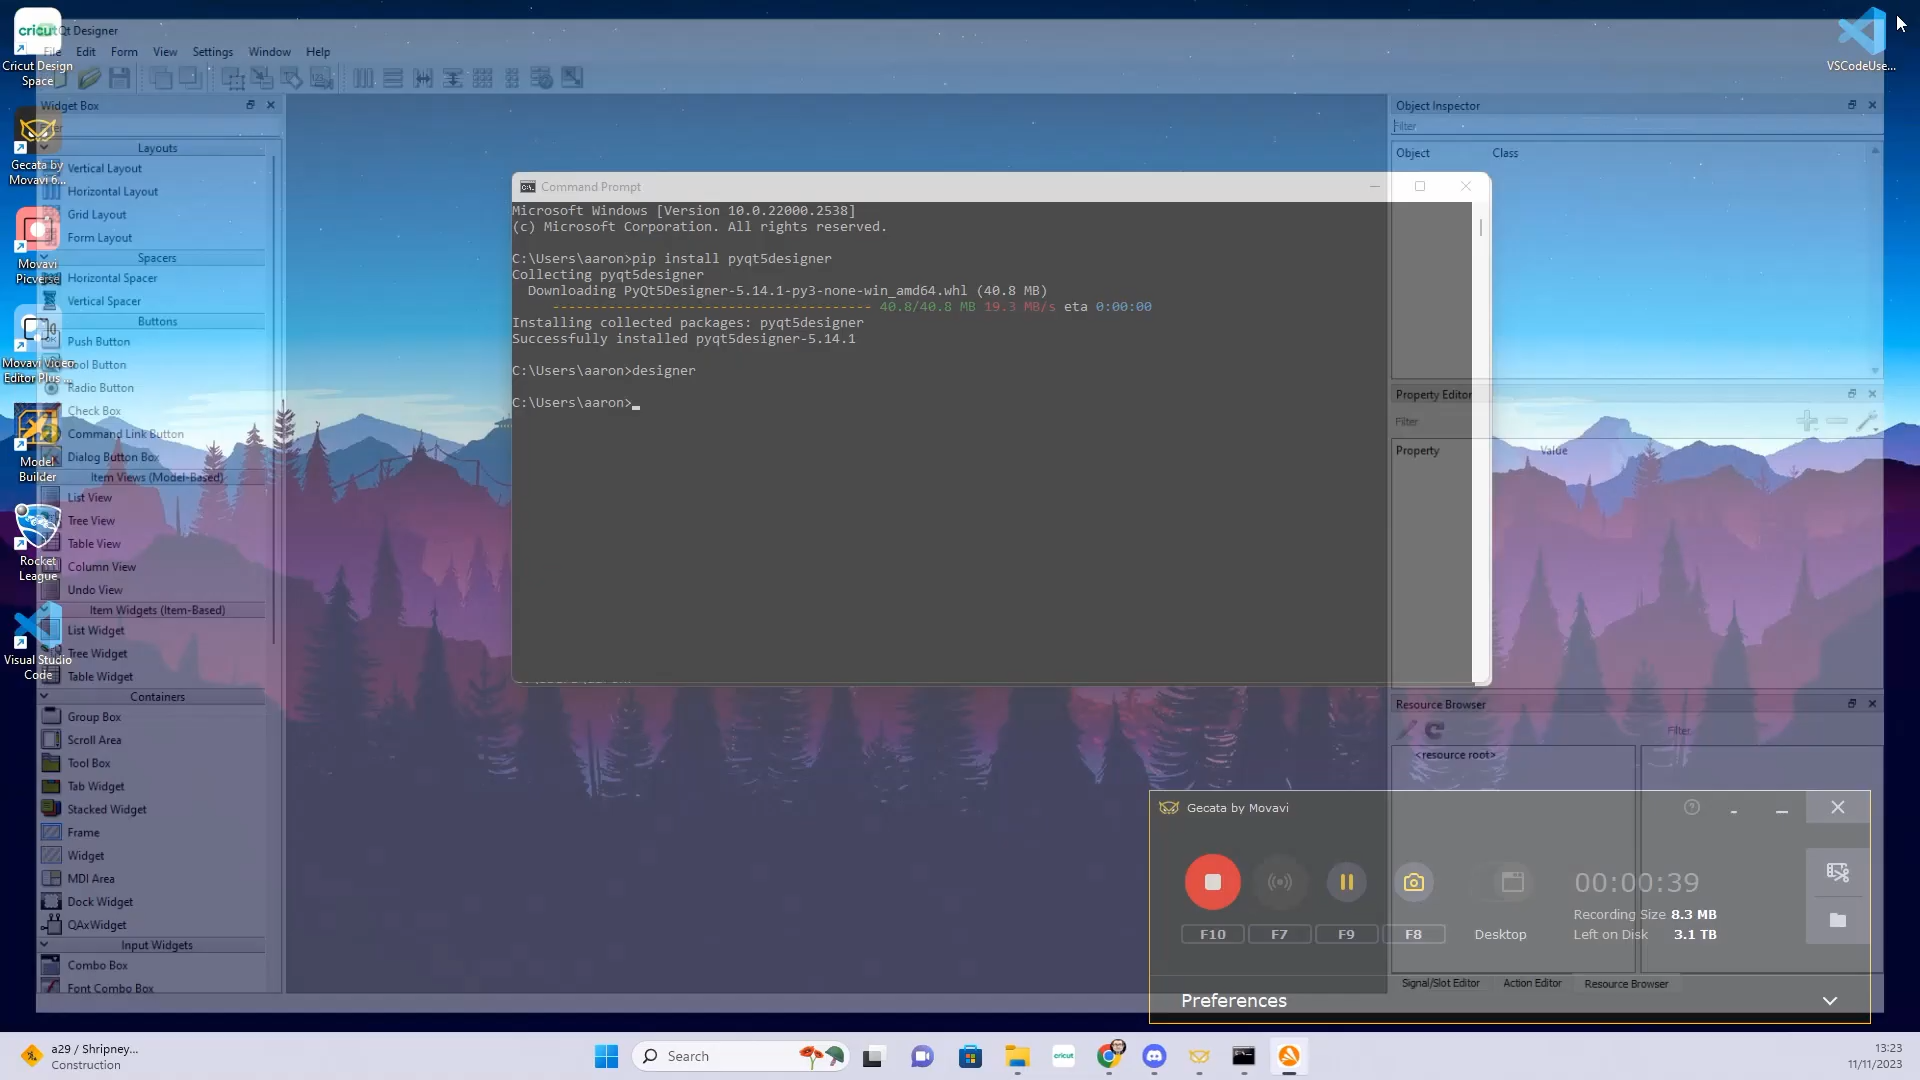 cricut
Cricut Design
Space
Gecata by
Movavi 6...
Movavi
Picverse
Movavi Video
Editor Plus ...
Model
Builder
Rocket
League
Visual Studio
Code
VSCodeUse...
Qt Designer
File Edit Form View Settings Window Help
Widget Box
Layouts
Vertical Layout
Horizontal Layout
Grid Layout
Form Layout
Spacers
Horizontal Spacer
Vertical Spacer
Buttons
Push Button
Tool Button
Radio Button
Check Box
Command Link Button
Dialog Button Box
Item Views (Model-Based)
List View
Tree View
Table View
Column View
Undo View
Item Widgets (Item-Based)
List Widget
Tree Widget
Table Widget
Containers
Group Box
Scroll Area
Tool Box
Tab Widget
Stacked Widget
Frame
Widget
MDI Area
Dock Widget
QAxWidget
Input Widgets
Combo Box
Font Combo Box
Command Prompt
Microsoft Windows [Version 10.0.22000.2538]
(c) Microsoft Corporation. All rights reserved.
C:\Users\aaron>pip install pyqt5designer
Collecting pyqt5designer
Downloading PyQt5Designer-5.14.1-py3-none-win_amd64.whl (40.8 MB)
---------------------------------------- 40.8/40.8 MB 19.3 MB/s eta 0:00:00
Installing collected packages: pyqt5designer
Successfully installed pyqt5designer-5.14.1
C:\Users\aaron>designer
C:\Users\aaron>
Object Inspector
Filter
Object Class
Property Editor
Filter
Property Value
Resource Browser
Filter
<resource root>
Signal/Slot Editor Action Editor Resource Browser
Gecata by Movavi
00:00:39
Recording Size 8.3 MB
Left on Disk 3.1 TB
F10 F7 F9 F8 Desktop
Preferences
a29 / Shripney...
Construction
Search
cricut
13:23
11/11/2023